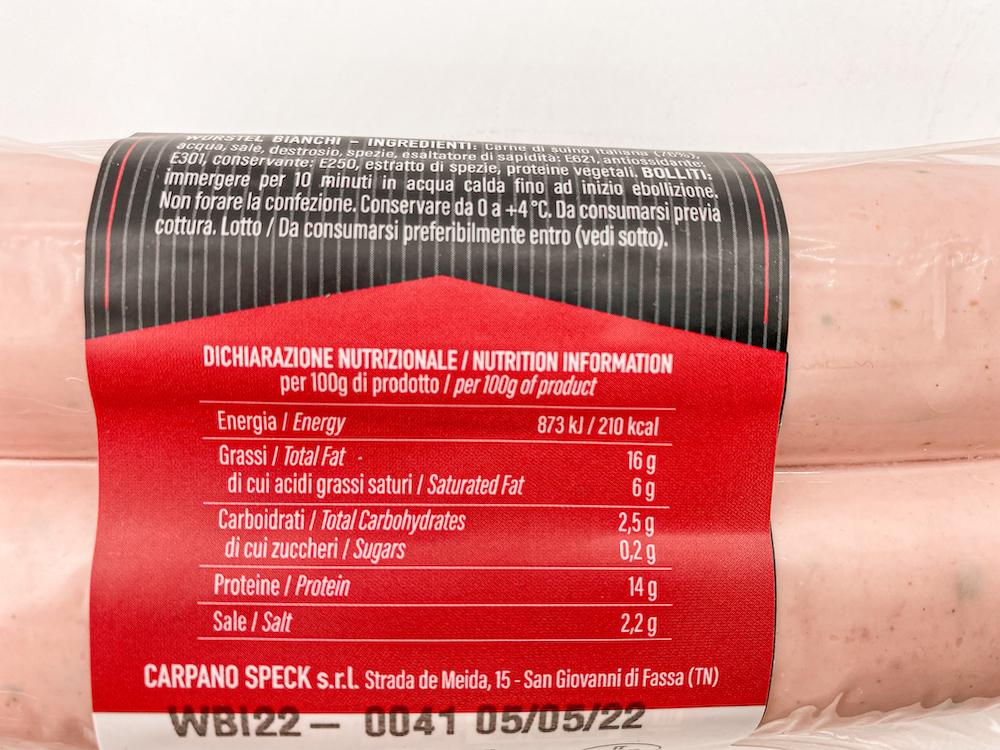 WÜRSTEL BIANCHI – INGREDIENTI: Carne di suino italiana (76%),
acqua, sale, destrosio, spezie, esaltatore di sapidità: E621, antiossidante:
E301, conservante: E250, estratto di spezie, proteine vegetali. BOLLITI:
immergere per 10 minuti in acqua calda fino ad inizio ebollizione.
Non forare la confezione. Conservare da 0 a +4 °C. Da consumarsi previa
cottura. Lotto / Da consumarsi preferibilmente entro (vedi sotto).
DICHIARAZIONE NUTRIZIONALE / NUTRITION INFORMATION
per 100g di prodotto / per 100g of product
Energia / Energy 873 kJ / 210 kcal
Grassi / Total Fat 16 g
di cui acidi grassi saturi / Saturated Fat 6 g
Carboidrati / Total Carbohydrates 2,5 g
di cui zuccheri / Sugars 0,2 g
Proteine / Protein 14 g
Sale / Salt 2,2 g
CARPANO SPECK s.r.l. Strada de Meida, 15 - San Giovanni di Fassa (TN)
WBI22 – 0041 05/05/22